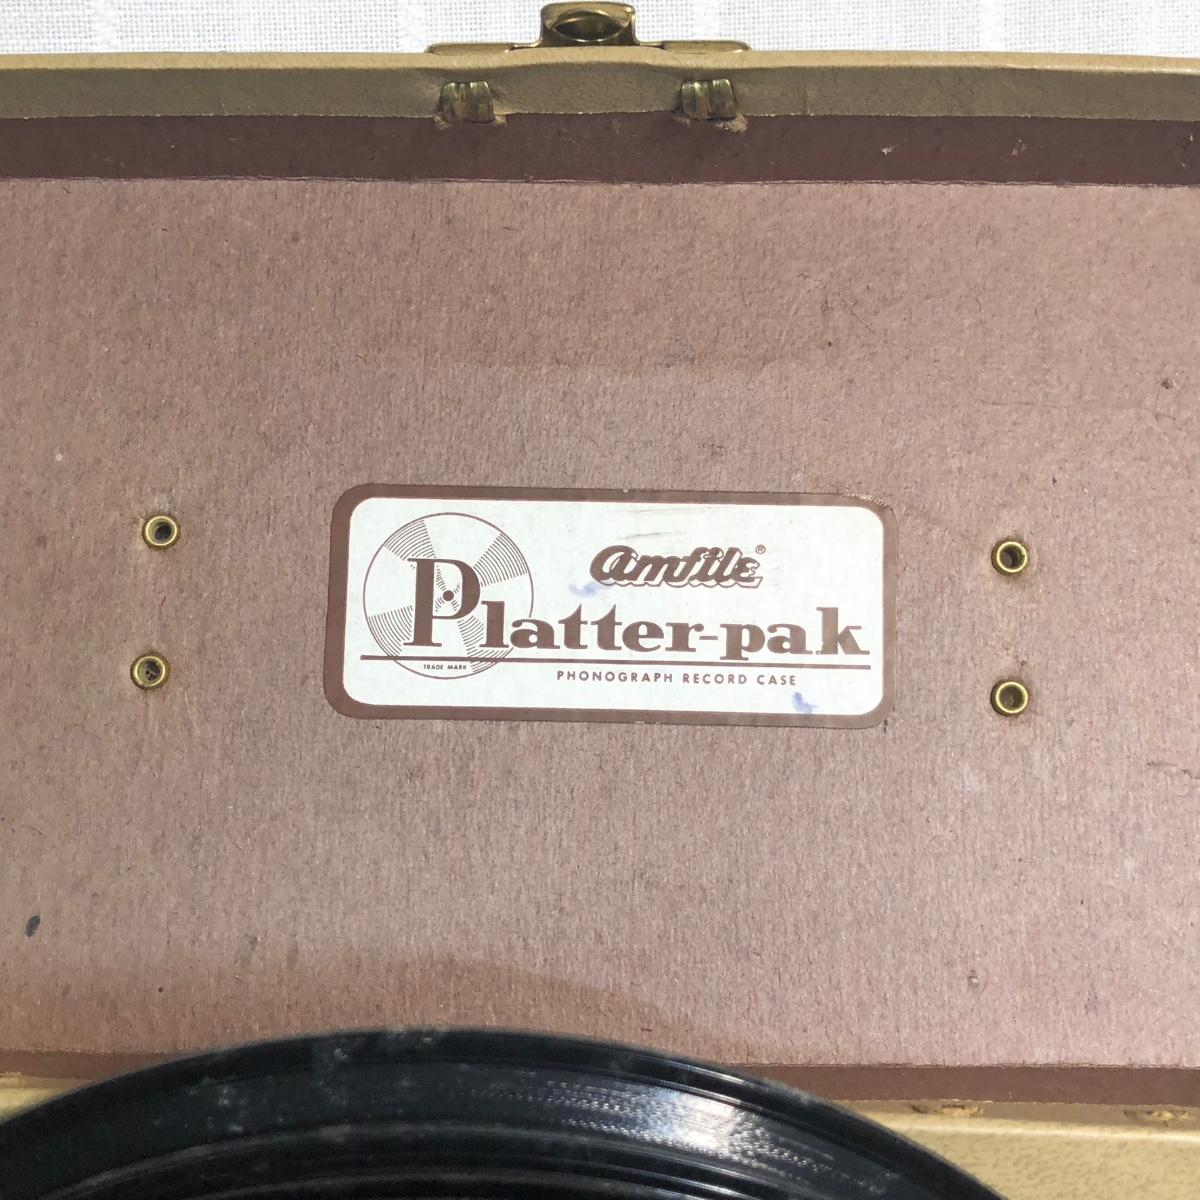 amfile®
Platter-pak
TRADE MARK
PHONOGRAPH RECORD CASE